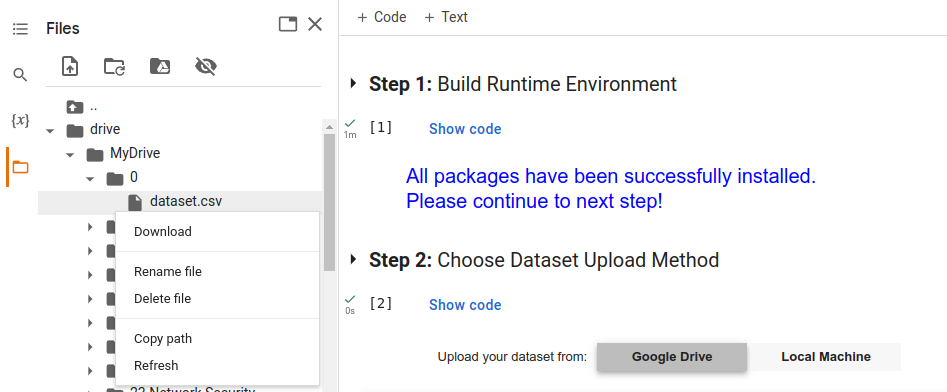 Files
+ Code + Text
..
drive
MyDrive
0
dataset.csv
Download
Rename file
Delete file
Copy path
Refresh
22 Network Security
{x}
Step 1: Build Runtime Environment
1m
[1] Show code
All packages have been successfully installed.
Please continue to next step!
Step 2: Choose Dataset Upload Method
0s
[2] Show code
Upload your dataset from: Google Drive Local Machine